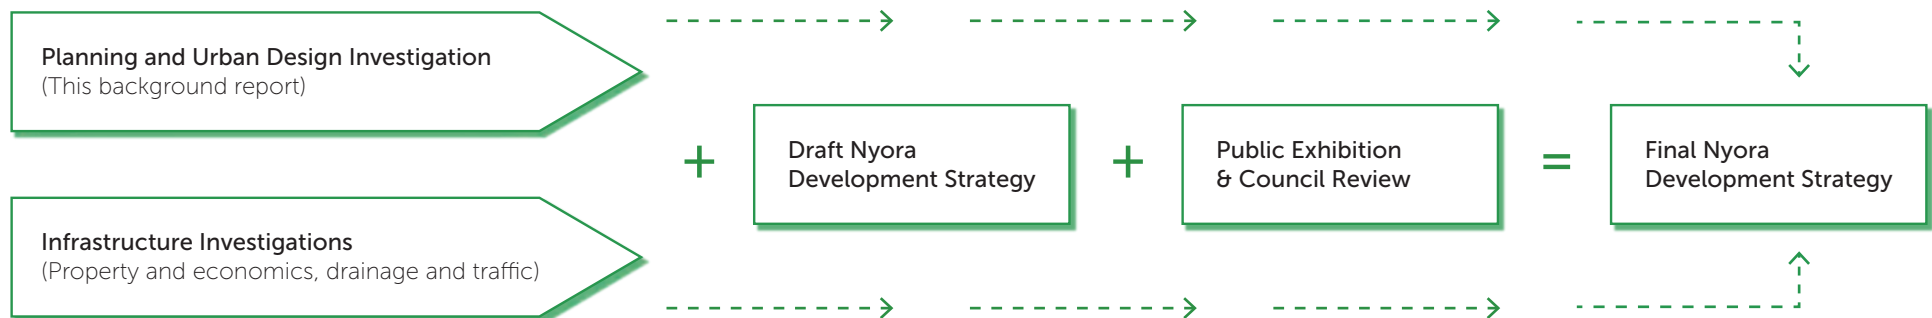 Planning and Urban Design Investigation
(This background report)
Infrastructure Investigations
(Property and economics, drainage and traffic)
+
Draft Nyora
Development Strategy
+
Public Exhibition
& Council Review
=
Final Nyora
Development Strategy